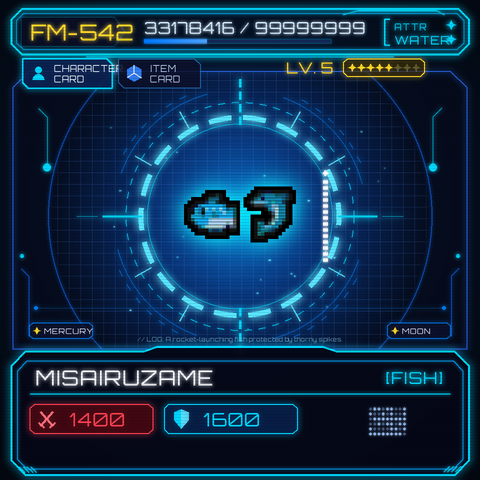 FM-542
33178416 / 99999999
ATTR
WATER
CHARACTER
CARD
ITEM
CARD
LV.5
MERCURY
MOON
// LOG: A rocket-launching fish protected by thorny spikes.
MISAIRUZAME
[FISH]
1400
1600